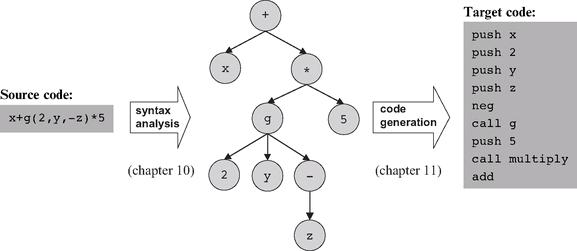 Source code:
x+g(2,y,-z)*5
syntax
analysis
(chapter 10)
+
x
*
g
5
2
y
-
z
code
generation
(chapter 11)
Target code:
push x
push 2
push y
push z
neg
call g
push 5
call multiply
add